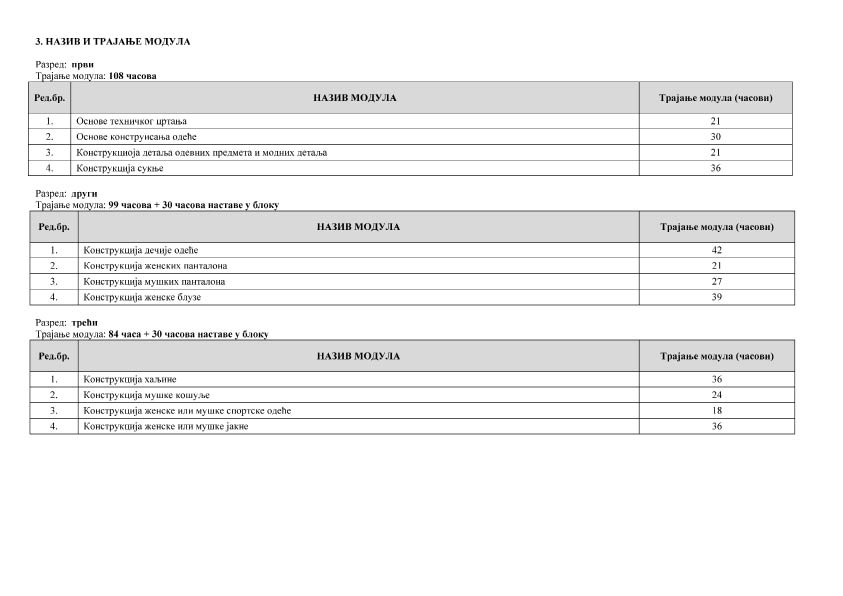 3. НАЗИВ И ТРАЈАЊЕ МОДУЛА
Разред: први
Трајање модула: 108 часова
Ред.бр. НАЗИВ МОДУЛА Трајање модула (часови)
1. Основе техничког цртања 21
2. Основе конструисања одеће 30
3. Конструкциоја детаља одевних предмета и модних детаља 21
4. Конструкција сукње 36
Разред: други
Трајање модула: 99 часова + 30 часова наставе у блоку
Ред.бр. НАЗИВ МОДУЛА Трајање модула (часови)
1. Конструкција дечије одеће 42
2. Конструкција женских панталона 21
3. Конструкција мушких панталона 27
4. Конструкција женске блузе 39
Разред: трећи
Трајање модула: 84 часа + 30 часова наставе у блоку
Ред.бр. НАЗИВ МОДУЛА Трајање модула (часови)
1. Конструкција хаљине 36
2. Конструкција мушке кошуље 24
3. Конструкција женске или мушке спортске одеће 18
4. Конструкција женске или мушке јакне 36